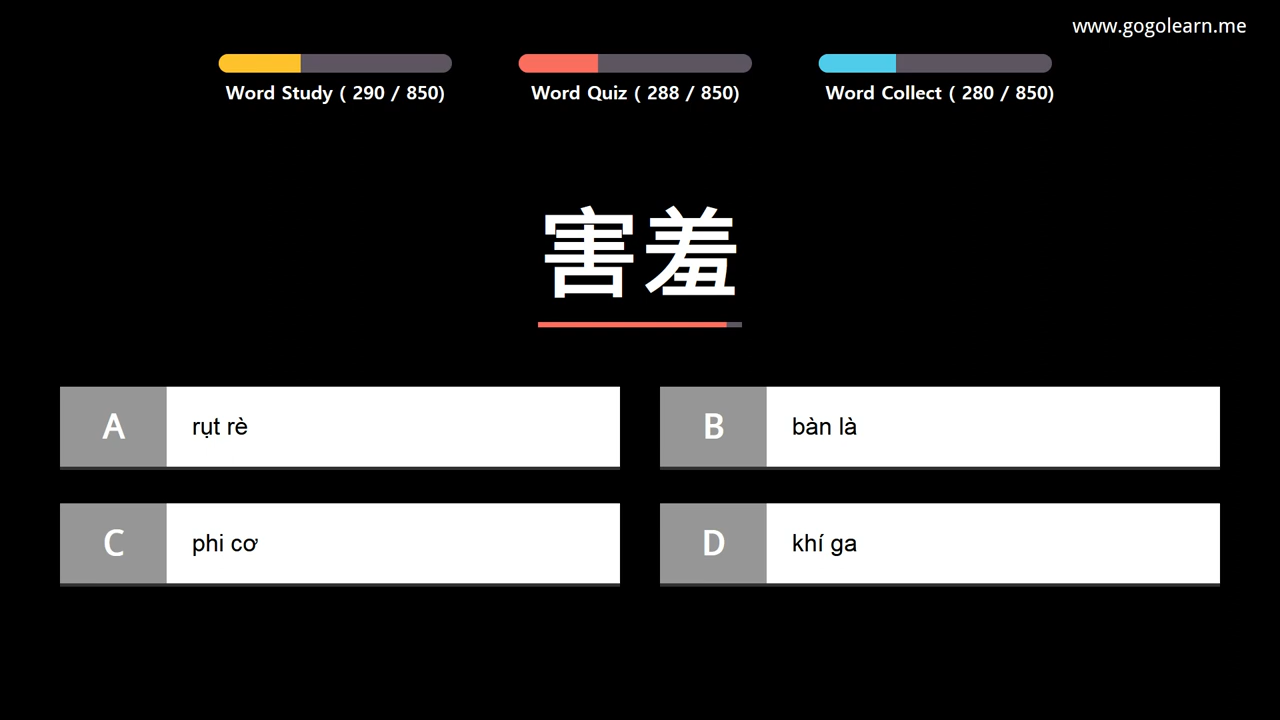 www.gogolearn.me
Word Study ( 290 / 850)
Word Quiz ( 288 / 850)
Word Collect ( 280 / 850)
害羞
A rụt rè
B bàn là
C phi cơ
D khí ga